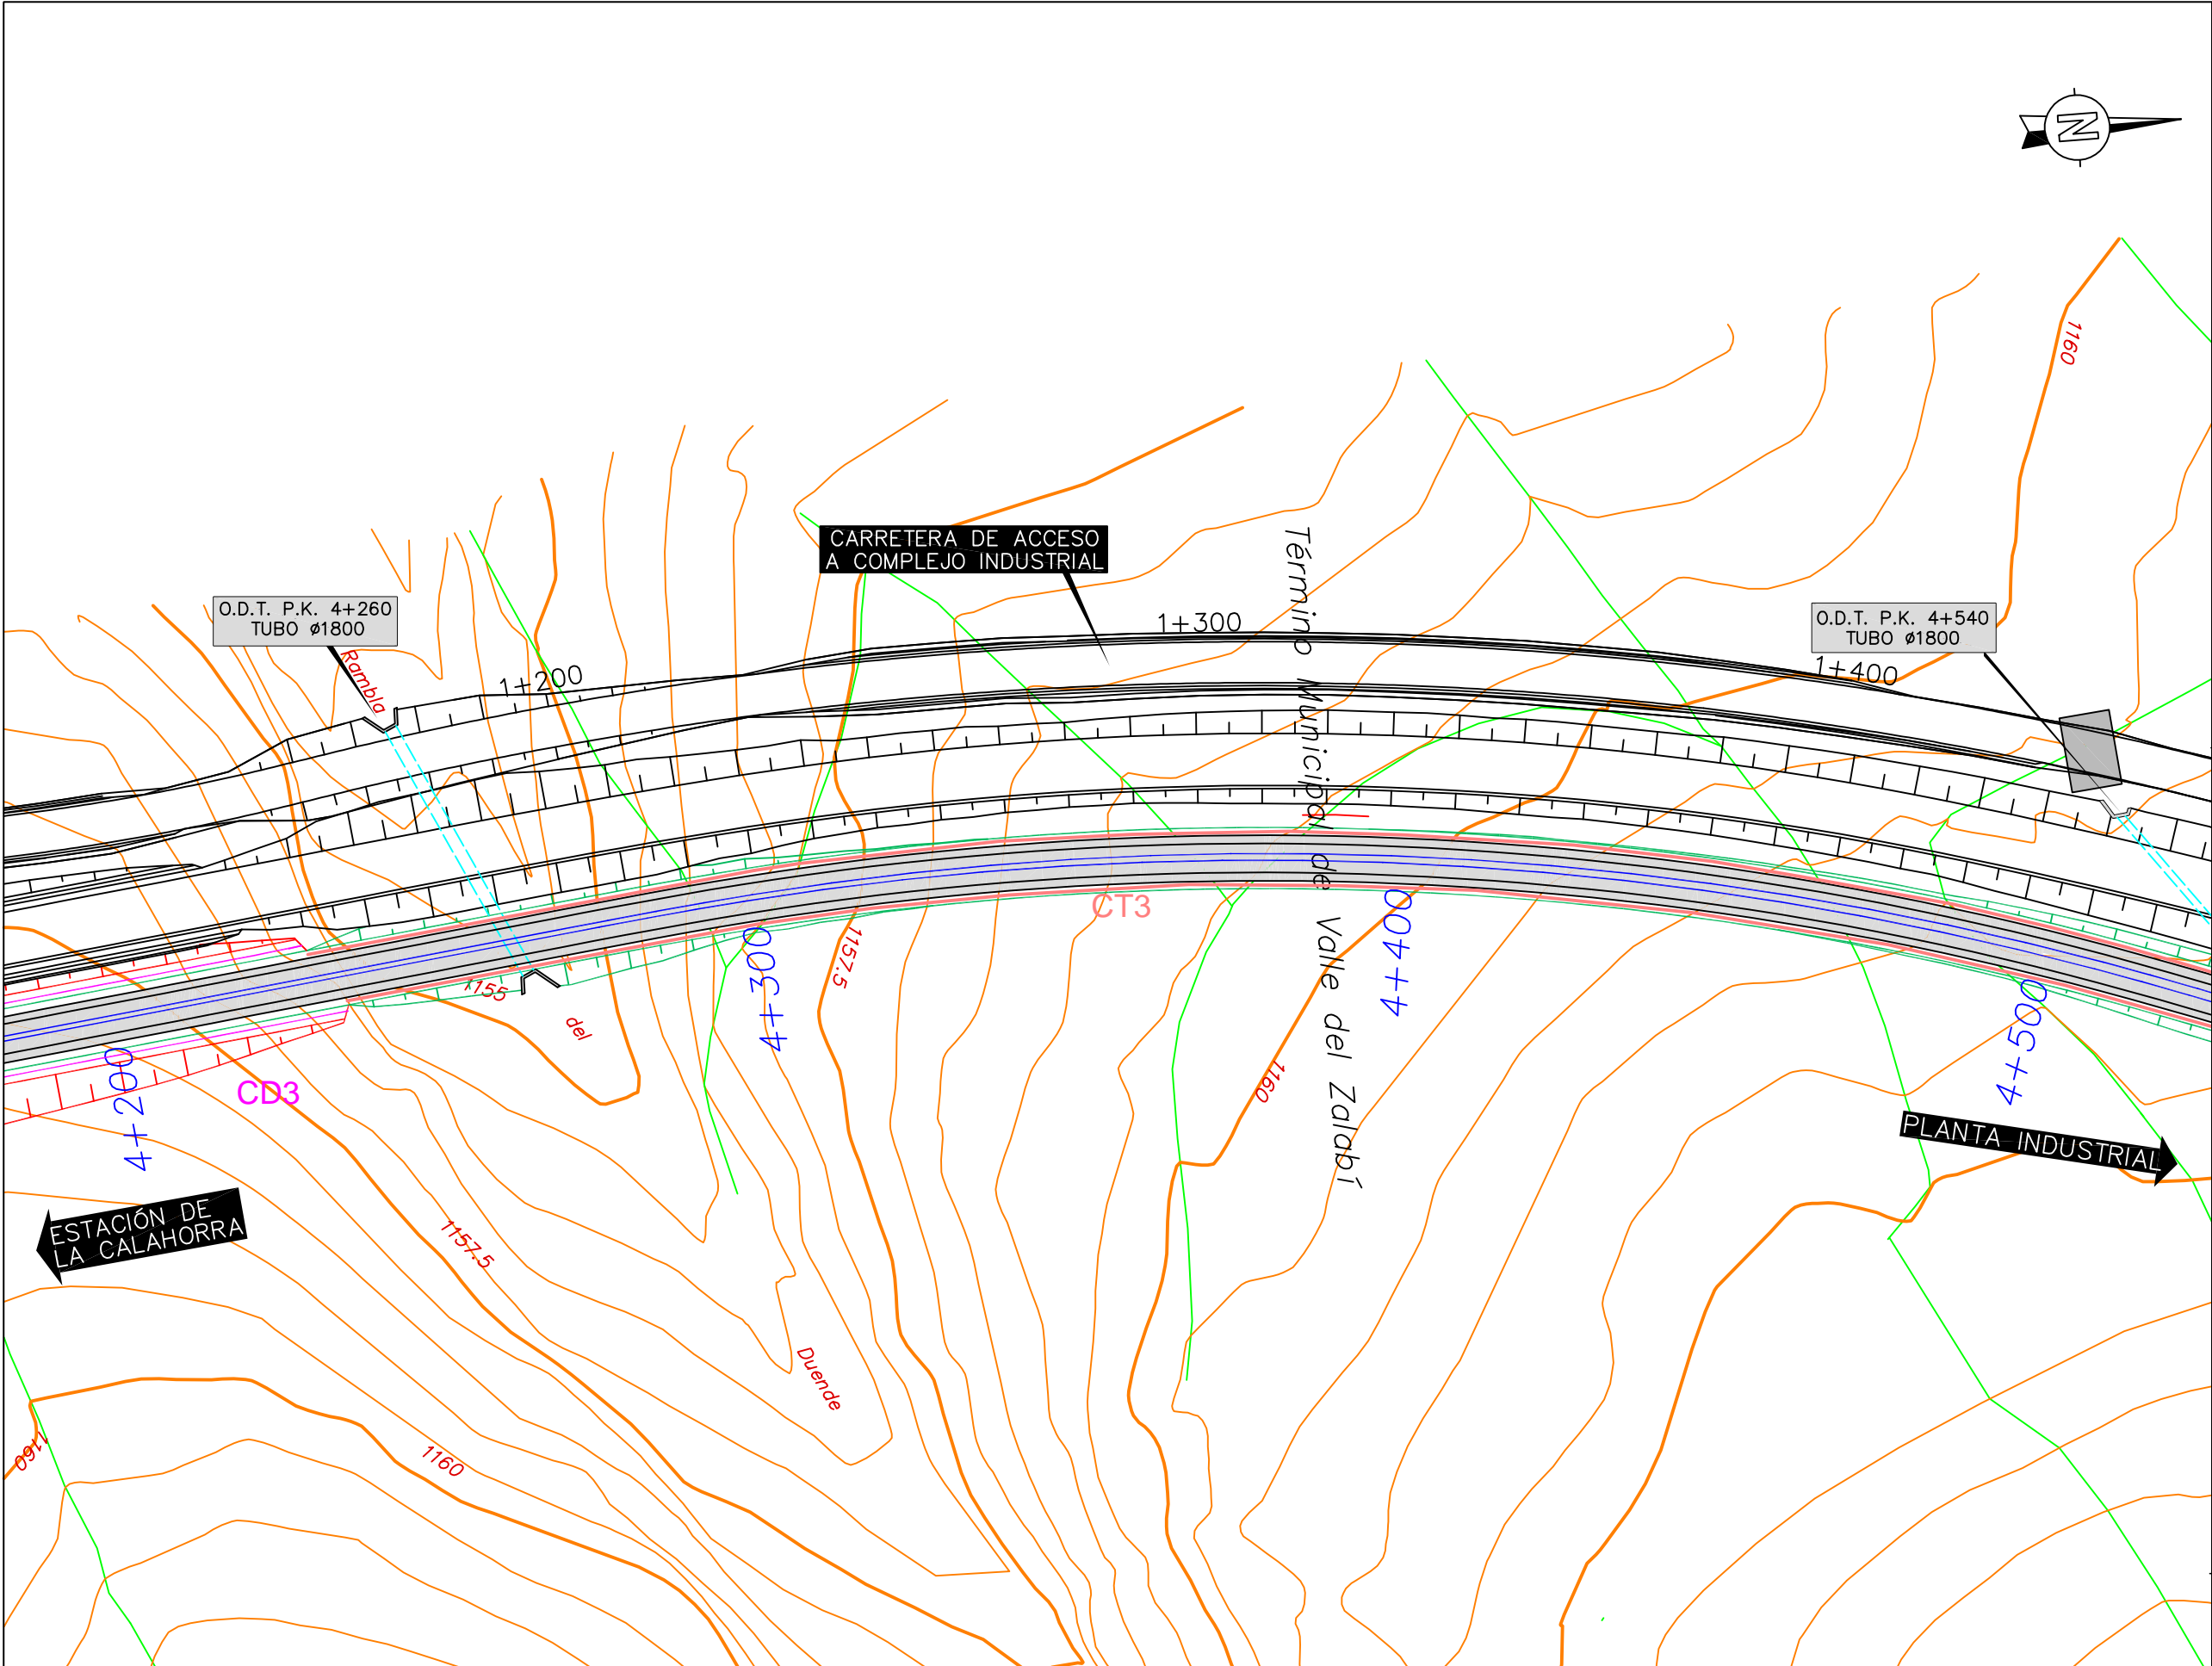 N
1160
CARRETERA DE ACCESO
A COMPLEJO INDUSTRIAL
Término Municipal de Valle del Zalabí
O.D.T. P.K. 4+260
TUBO ø1800
O.D.T. P.K. 4+540
TUBO ø1800
1+200
1+300
1+400
Rambla
del
Duende
CT3
1155
1157.5
4+200
4+300
4+400
4+500
CD3
1160
PLANTA INDUSTRIAL
ESTACIÓN DE
LA CALAHORRA
1157.5
1160
1160